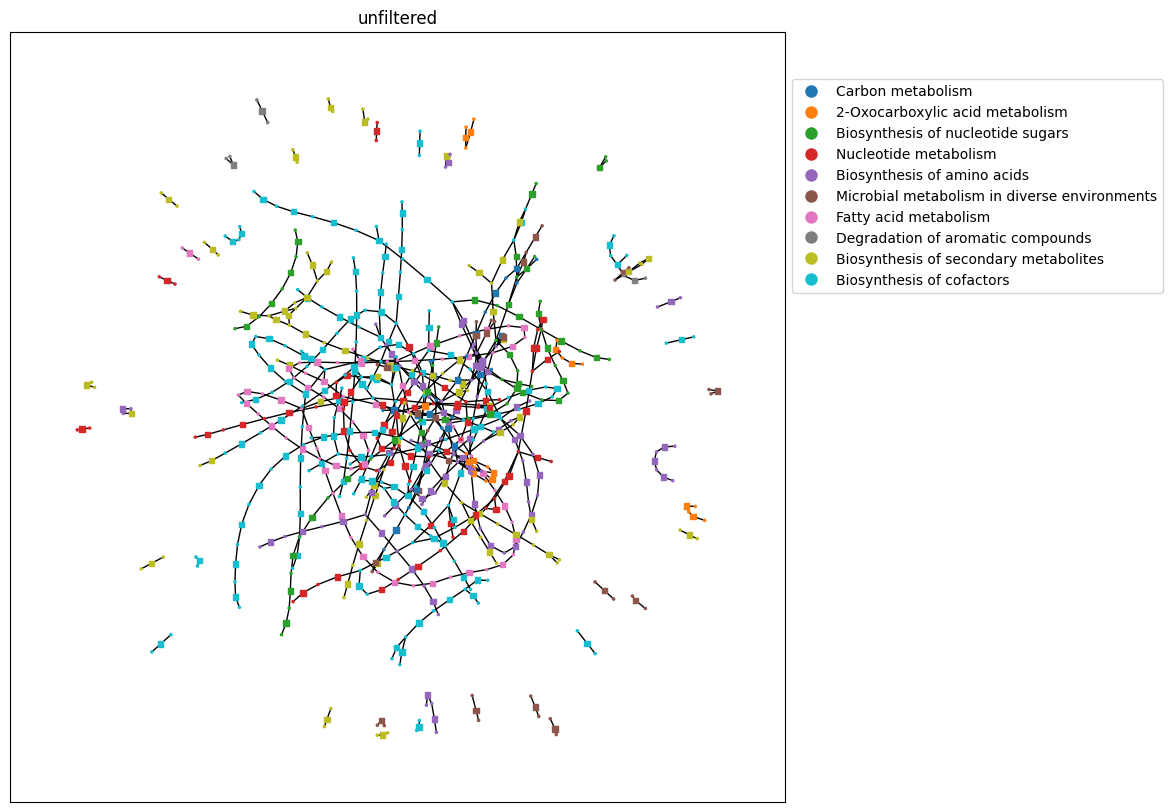 unfiltered
Carbon metabolism
2-Oxocarboxylic acid metabolism
Biosynthesis of nucleotide sugars
Nucleotide metabolism
Biosynthesis of amino acids
Microbial metabolism in diverse environments
Fatty acid metabolism
Degradation of aromatic compounds
Biosynthesis of secondary metabolites
Biosynthesis of cofactors